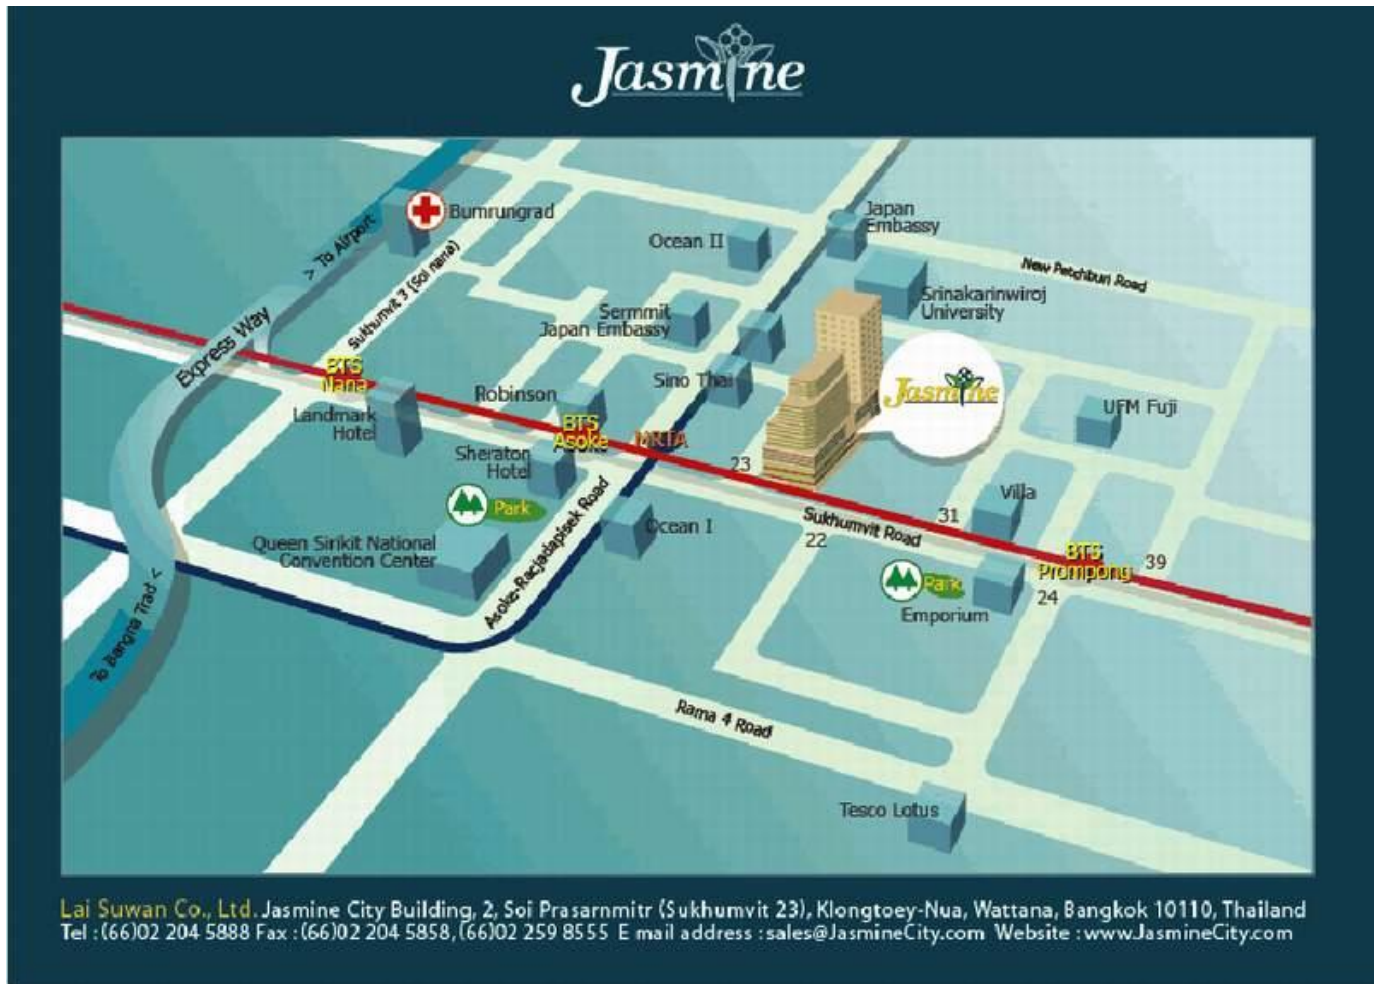 Jasmine
Bumrungrad
> To Airport
Sukhumvit 3 (Soi nana)
Express Way
Ocean II
Japan
Embassy
New Petchburi Road
Srinakarinwiroj
University
Sermmit
Japan Embassy
BTS
Nana
Landmark
Hotel
Robinson
Sino Thai
Jasmine
UFM Fuji
BTS
Asoke
Asoke
MRTA
23
Sheraton
Hotel
Park
Villa
31
Sukhumvit Road
22
Ocean I
Queen Sirikit National
Convention Center
Asoke-Racjadapisek Road
BTS
Prompong
39
24
Park
Emporium
To Bangna Trad <
Rama 4 Road
Tesco Lotus
Lai Suwan Co., Ltd. Jasmine City Building, 2, Soi Prasarnmitr (Sukhumvit 23), Klongtoey-Nua, Wattana, Bangkok 10110, Thailand
Tel :(66)02 204 5888 Fax :(66)02 204 5858, (66)02 259 8555 E mail address :sales@JasmineCity.com Website :www.JasmineCity.com